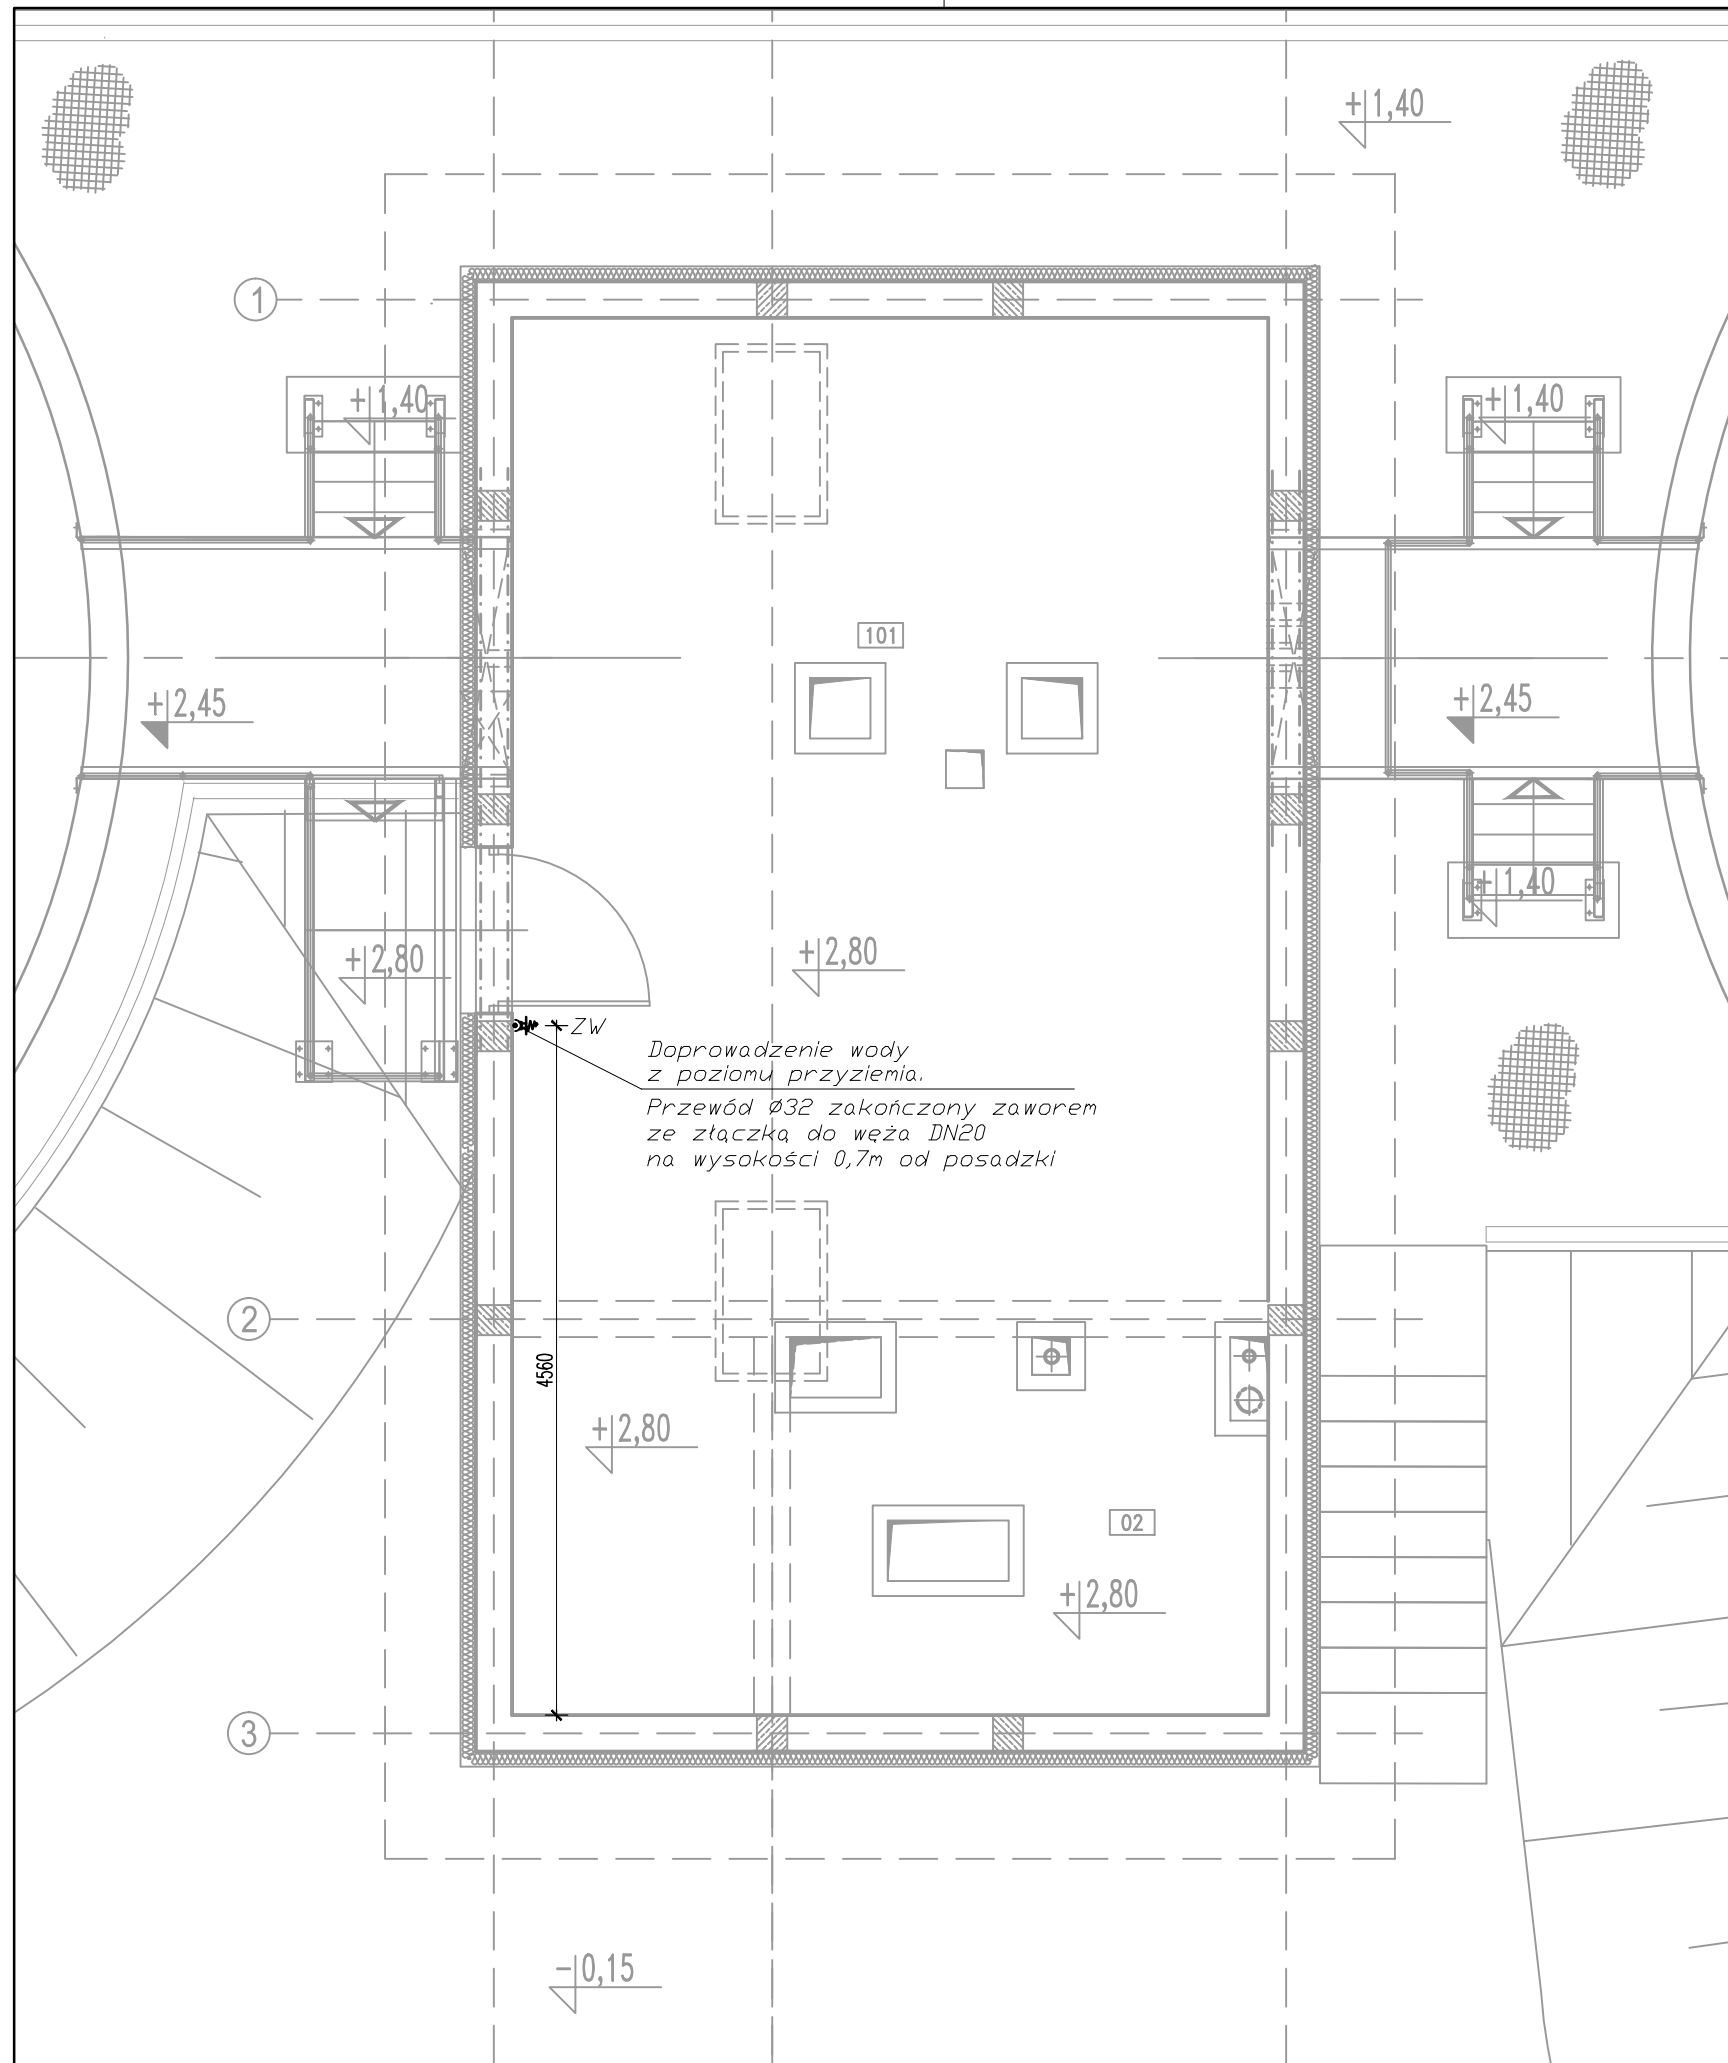 +1,40
1
+1,40
+1,40
101
+2,45
+2,45
+1,40
+2,80
+2,80
ZW
Doprowadzenie wody
z poziomu przyziemia.
Przewód ø32 zakończony zaworem
ze złączką do węża DN20
na wysokości 0,7m od posadzki
2
4560
+2,80
02
+2,80
3
-0,15